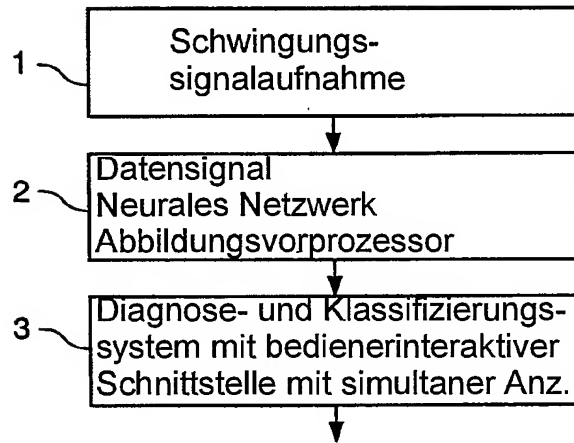 1
Schwingungs-
signalaufnahme
2
Datensignal
Neurales Netzwerk
Abbildungsvorprozessor
3
Diagnose- und Klassifizierungs-
system mit bedienerinteraktiver
Schnittstelle mit simultaner Anz.